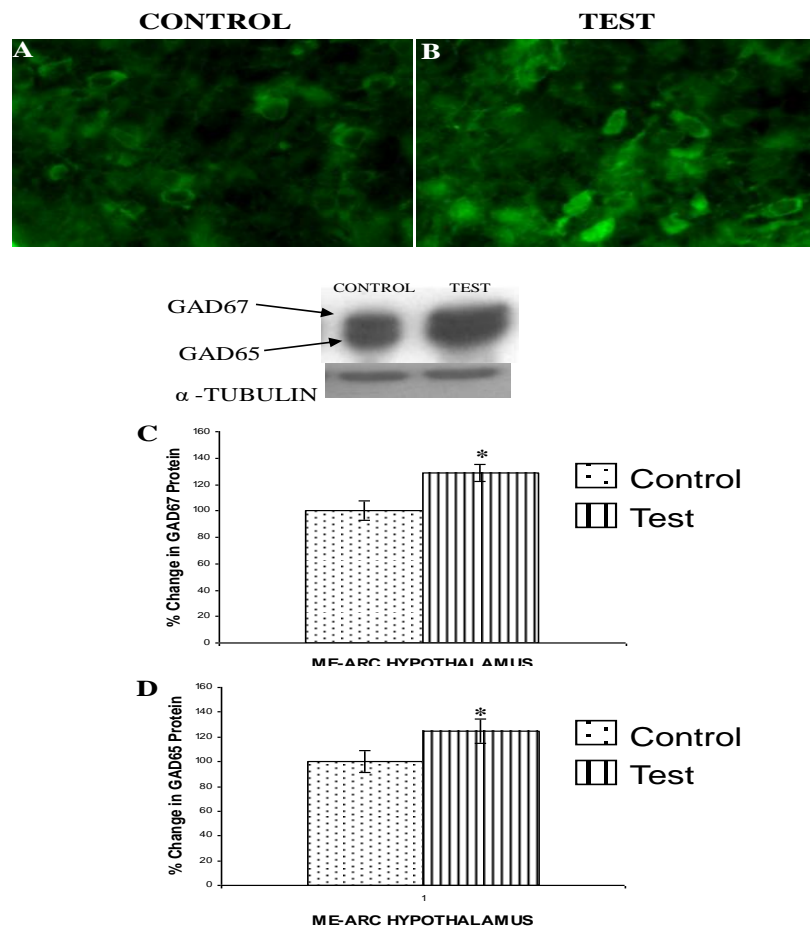 CONTROL TEST
A B
CONTROL TEST
GAD67
GAD65
α -TUBULIN
C
% Change in GAD67 Protein
160
140
120
100
80
60
40
20
0
*
ME-ARC HYPOTHALAMUS
Control
Test
D
% Change in GAD65 Protein
160
140
120
100
80
60
40
20
0
*
1
ME-ARC HYPOTHALAMUS
Control
Test